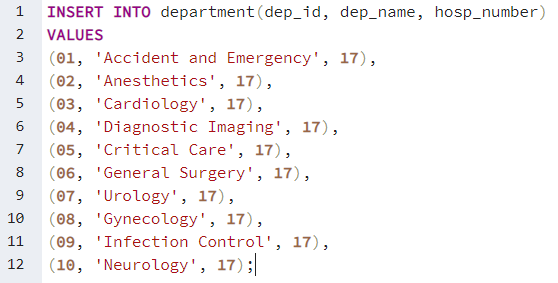 1 INSERT INTO department(dep_id, dep_name, hosp_number)
2 VALUES
3 (01, 'Accident and Emergency', 17),
4 (02, 'Anesthetics', 17),
5 (03, 'Cardiology', 17),
6 (04, 'Diagnostic Imaging', 17),
7 (05, 'Critical Care', 17),
8 (06, 'General Surgery', 17),
9 (07, 'Urology', 17),
10 (08, 'Gynecology', 17),
11 (09, 'Infection Control', 17),
12 (10, 'Neurology', 17);